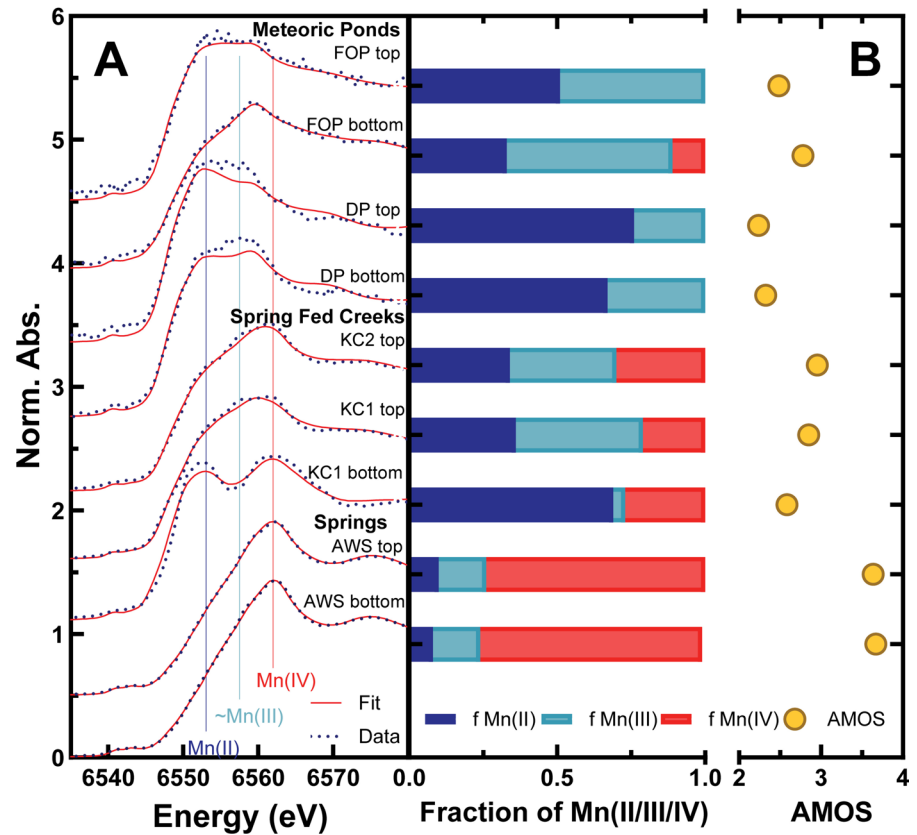 A
B
Meteoric Ponds
FOP top
FOP bottom
DP top
DP bottom
Spring Fed Creeks
KC2 top
KC1 top
KC1 bottom
Springs
AWS top
AWS bottom
Mn(IV)
~Mn(III)
Mn(II)
Fit
Data
f Mn(II)
f Mn(III)
f Mn(IV)
AMOS
6
5
4
3
2
1
0
Norm. Abs.
6540
6550
6560
6570
0.0
0.5
1.0
2
3
4
Energy (eV)
Fraction of Mn(II/III/IV)
AMOS